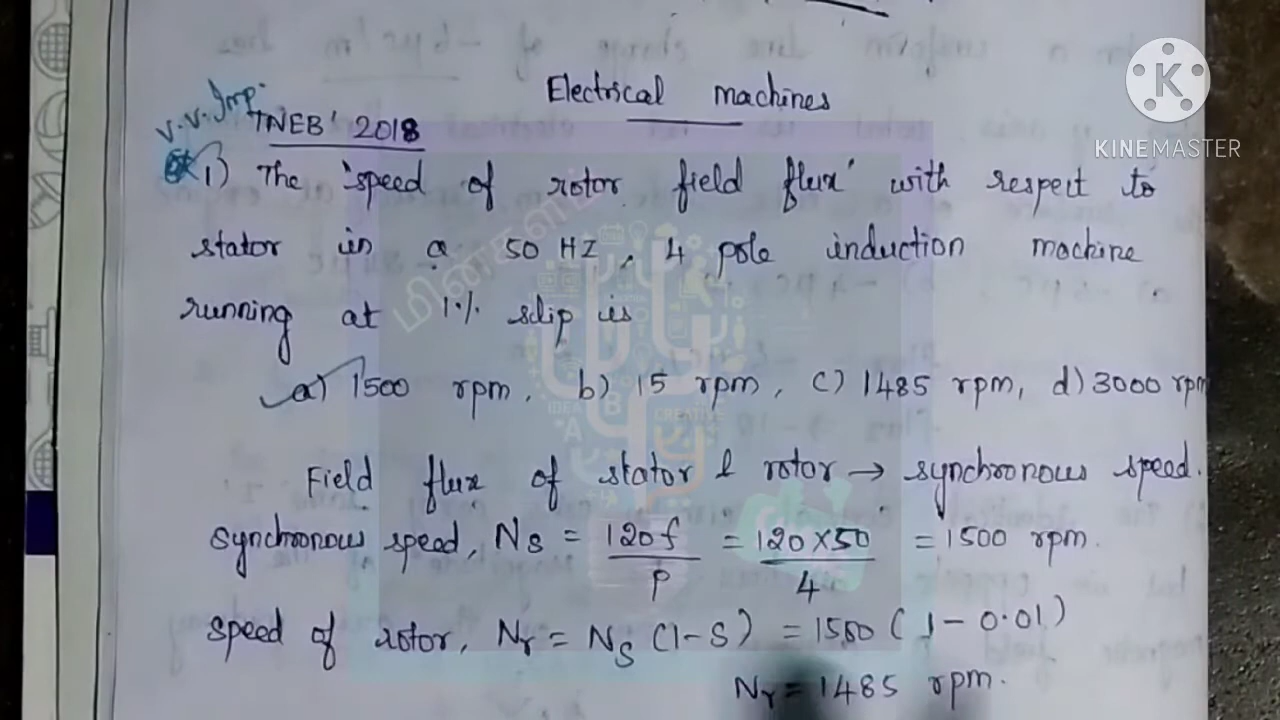 KINEMASTER
Electrical machines
V.V. Imp.
TNEB' 2018
1) The 'speed of rotor field flux' with respect to
stator in a 50 HZ, 4 pole induction machine
running at 1% slip is
a) 1500 rpm, b) 15 rpm, c) 1485 rpm, d) 3000 rpm
Field flux of stator & rotor → synchronous speed.
Synchronous speed, Ns = 120f/P = 120×50/4 = 1500 rpm.
speed of rotor, Nr = Ns (1-S) = 1500 (1-0.01)
Nr = 1485 rpm.